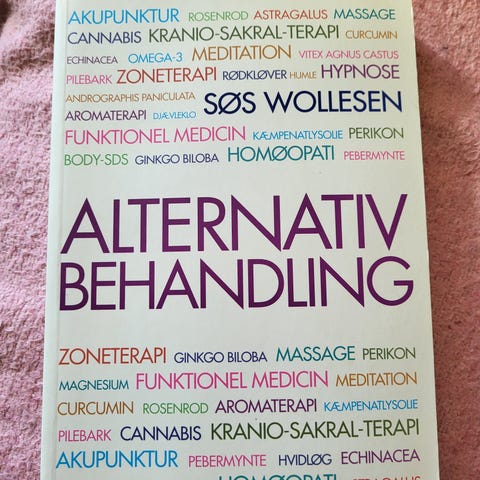 AKUPUNKTUR ROSENROD ASTRAGALUS MASSAGE
CANNABIS KRANIO-SAKRAL-TERAPI CURCUMIN
ECHINACEA OMEGA-3 MEDITATION VITEX AGNUS CASTUS
PILEBARK ZONETERAPI RØDKLØVER HUMLE HYPNOSE
ANDROGRAPHIS PANICULATA SØS WOLLESEN
AROMATERAPI DJÆVLEKLO
FUNKTIONEL MEDICIN KÆMPENATLYSOLIE PERIKON
BODY-SDS GINKGO BILOBA HOMØOPATI PEBERMYNTE
ALTERNATIV
BEHANDLING
ZONETERAPI GINKGO BILOBA MASSAGE PERIKON
MAGNESIUM FUNKTIONEL MEDICIN MEDITATION
CURCUMIN ROSENROD AROMATERAPI KÆMPENATLYSOLIE
PILEBARK CANNABIS KRANIO-SAKRAL-TERAPI
AKUPUNKTUR PEBERMYNTE HVIDLØG ECHINACEA
HOMØOPATI ASTRAGALUS